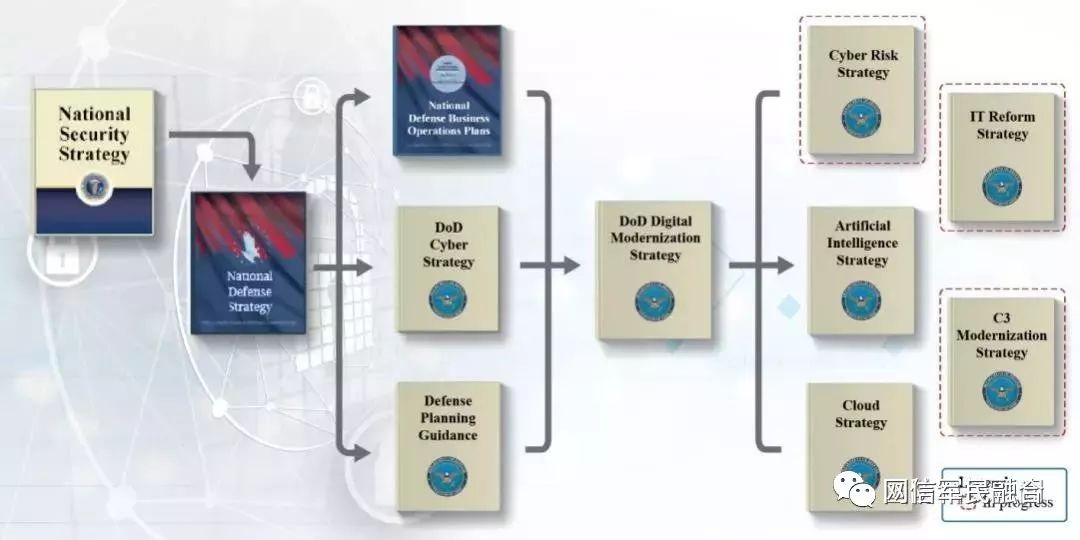 National
Security
Strategy
National
Defense
Strategy
National
Defense Business
Operations Plans
DoD
Cyber
Strategy
Defense
Planning
Guidance
DoD Digital
Modernization
Strategy
Cyber Risk
Strategy
IT Reform
Strategy
Artificial
Intelligence
Strategy
C3
Modernization
Strategy
Cloud
Strategy
网信军民融合
in progress